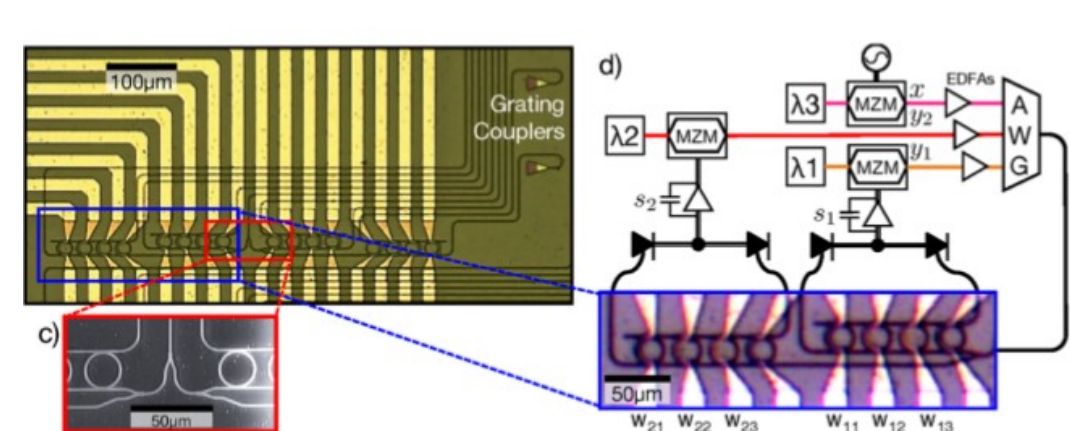 100μm
Grating
Couplers
c)
50μm
d)
EDFAs
λ3
MZM
x
y₂
A
λ2
MZM
W
λ1
MZM
y₁
G
s₂
s₁
50μm
w₂₁ w₂₂ w₂₃ w₁₁ w₁₂ w₁₃